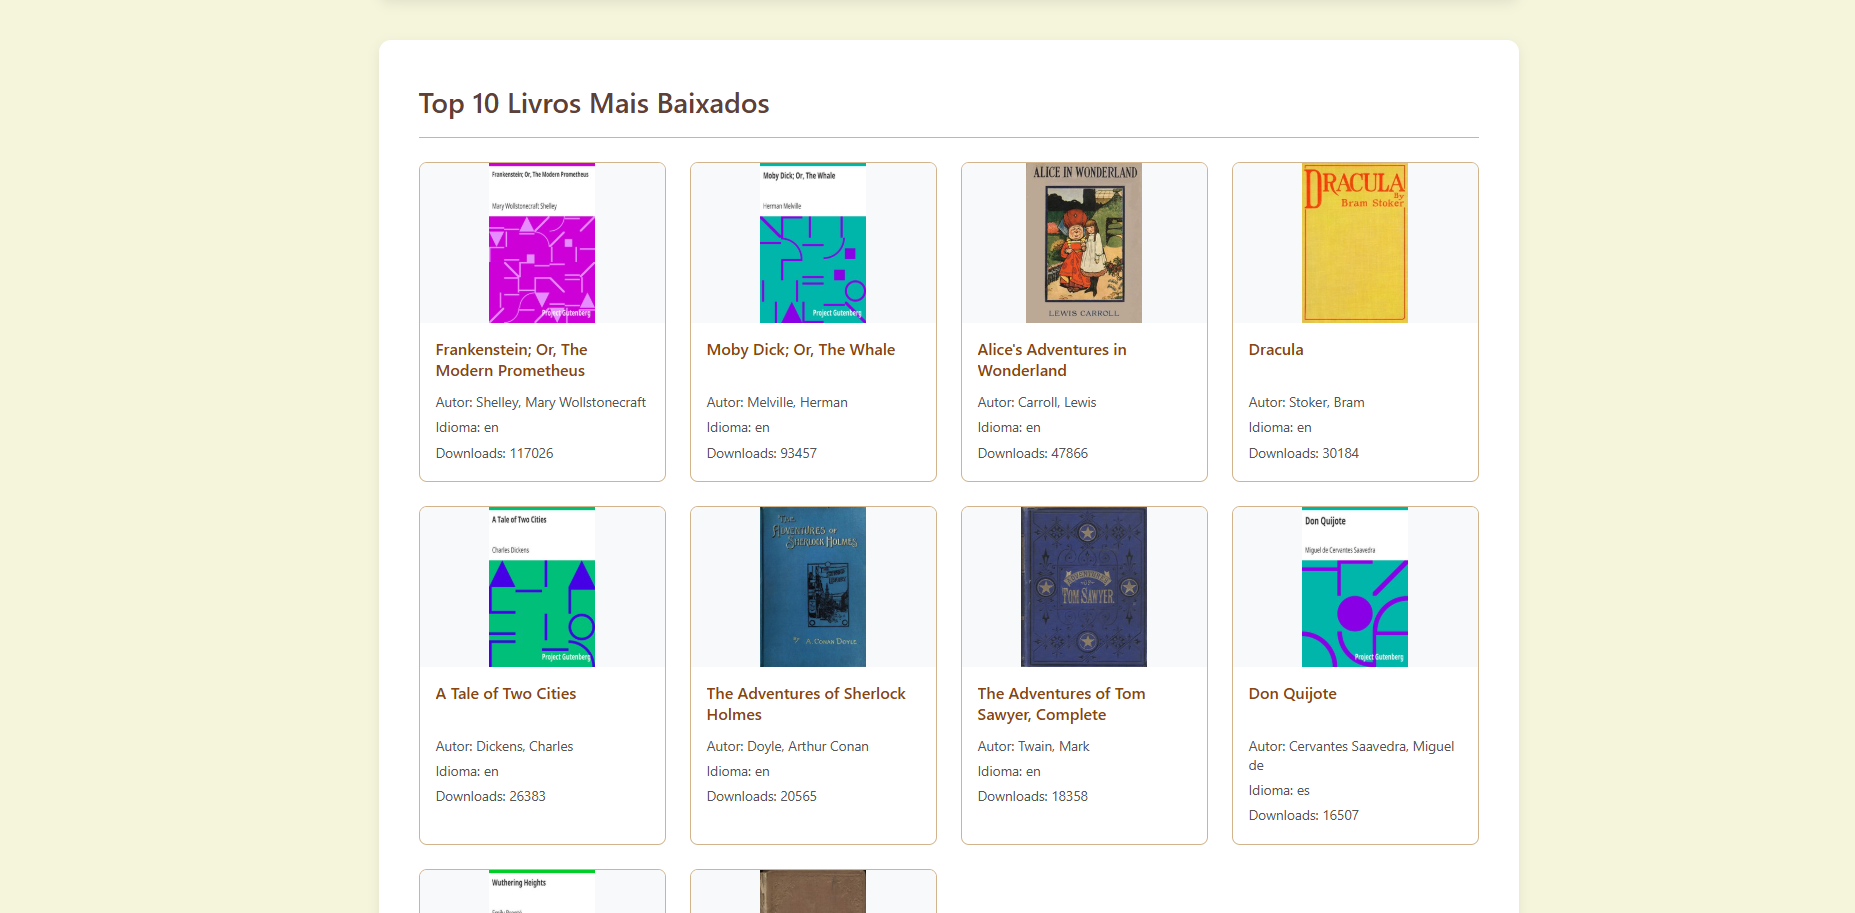 Top 10 Livros Mais Baixados
Frankenstein; Or, The Modern Prometheus
Mary Wollstonecraft Shelley
Project Gutenberg
Moby Dick; Or, The Whale
Herman Melville
Project Gutenberg
ALICE IN WONDERLAND
LEWIS CARROLL
DRACULA
By
Bram Stoker
Frankenstein; Or, The
Modern Prometheus
Autor: Shelley, Mary Wollstonecraft
Idioma: en
Downloads: 117026
Moby Dick; Or, The Whale
Autor: Melville, Herman
Idioma: en
Downloads: 93457
Alice's Adventures in
Wonderland
Autor: Carroll, Lewis
Idioma: en
Downloads: 47866
Dracula
Autor: Stoker, Bram
Idioma: en
Downloads: 30184
A Tale of Two Cities
Charles Dickens
Project Gutenberg
The
ADVENTURES OF
SHERLOCK HOLMES
A. CONAN DOYLE
ADVENTURES
OF
TOM SAWYER
Don Quijote
Miguel de Cervantes Saavedra
Project Gutenberg
A Tale of Two Cities
Autor: Dickens, Charles
Idioma: en
Downloads: 26383
The Adventures of Sherlock
Holmes
Autor: Doyle, Arthur Conan
Idioma: en
Downloads: 20565
The Adventures of Tom
Sawyer, Complete
Autor: Twain, Mark
Idioma: en
Downloads: 18358
Don Quijote
Autor: Cervantes Saavedra, Miguel
de
Idioma: es
Downloads: 16507
Wuthering Heights